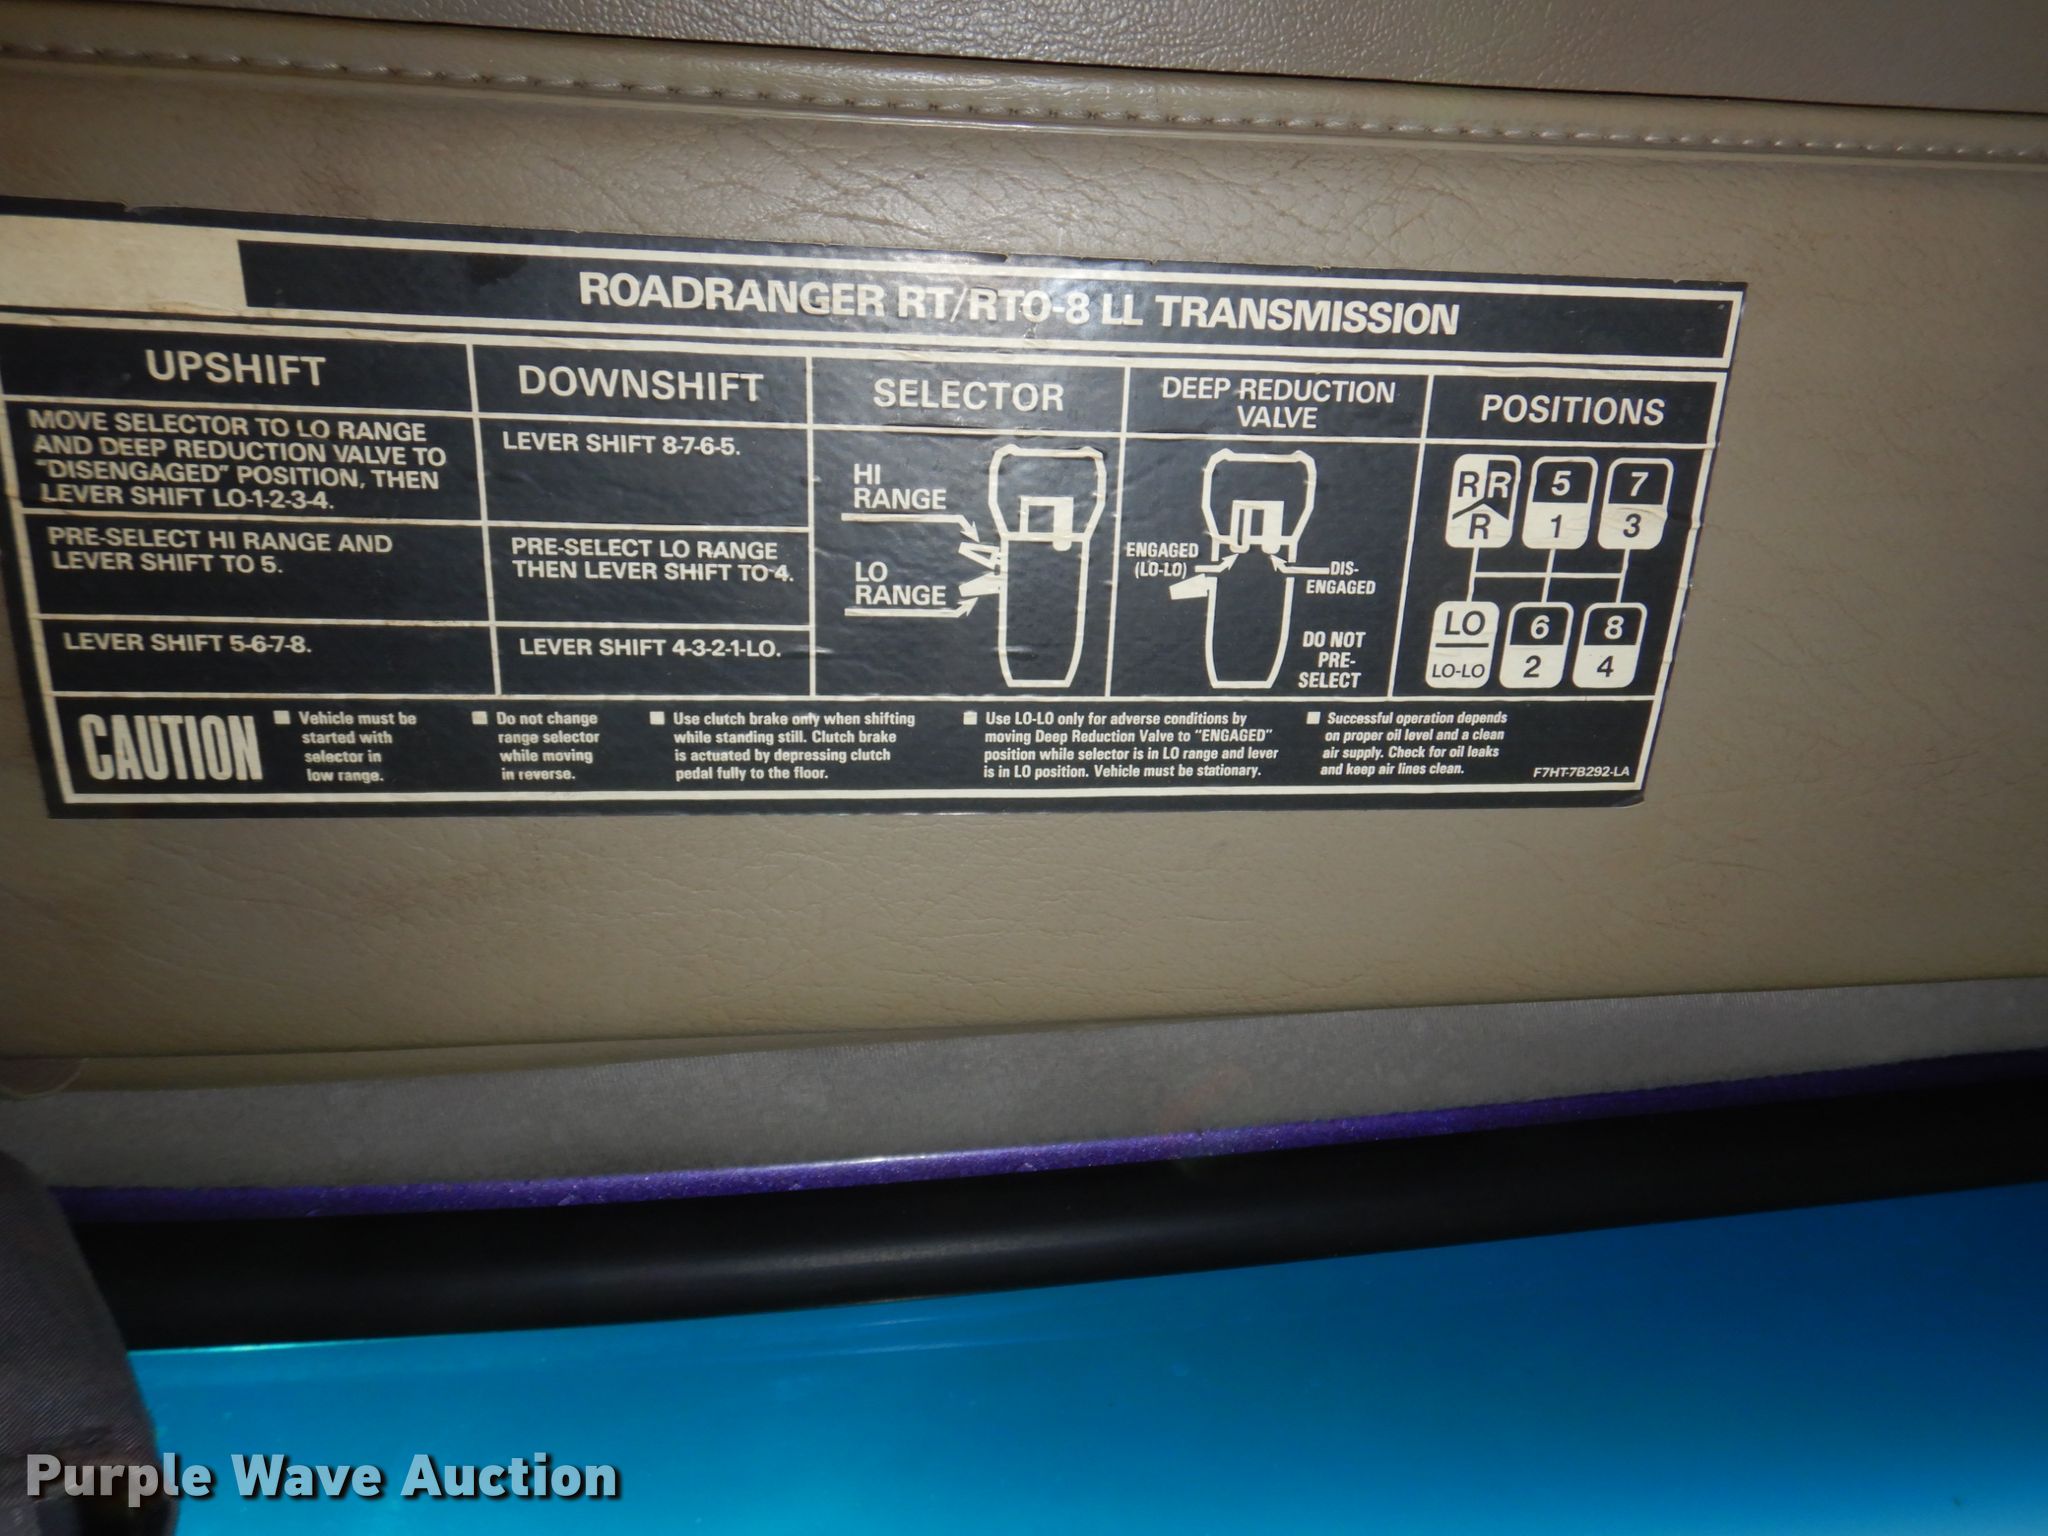 ROADRANGER RT/RTO-8 LL TRANSMISSION
UPSHIFT
MOVE SELECTOR TO LO RANGE
AND DEEP REDUCTION VALVE TO
"DISENGAGED" POSITION, THEN
LEVER SHIFT LO-1-2-3-4.
PRE-SELECT HI RANGE AND
LEVER SHIFT TO 5.
LEVER SHIFT 5-6-7-8.
DOWNSHIFT
LEVER SHIFT 8-7-6-5.
PRE-SELECT LO RANGE
THEN LEVER SHIFT TO 4.
LEVER SHIFT 4-3-2-1-LO.
SELECTOR
HI
RANGE
LO
RANGE
DEEP REDUCTION
VALVE
ENGAGED
(LO-LO)
DIS-
ENGAGED
DO NOT
PRE-
SELECT
POSITIONS
R R 5 7
R 1 3
LO 6 8
LO-LO 2 4
CAUTION
Vehicle must be
started with
selector in
low range.
Do not change
range selector
while moving
in reverse.
Use clutch brake only when shifting
while standing still. Clutch brake
is actuated by depressing clutch
pedal fully to the floor.
Use LO-LO only for adverse conditions by
moving Deep Reduction Valve to "ENGAGED"
position while selector is in LO range and lever
is in LO position. Vehicle must be stationary.
Successful operation depends
on proper oil level and a clean
air supply. Check for oil leaks
and keep air lines clean.
F7HT-7B292-LA
Purple Wave Auction